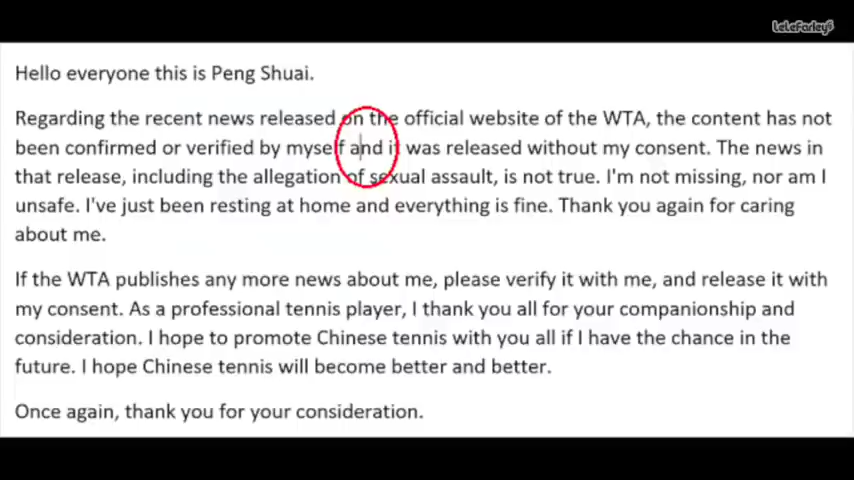 LeLeFarley
Hello everyone this is Peng Shuai.
Regarding the recent news released on the official website of the WTA, the content has not
been confirmed or verified by myself and it was released without my consent. The news in
that release, including the allegation of sexual assault, is not true. I'm not missing, nor am I
unsafe. I've just been resting at home and everything is fine. Thank you again for caring
about me.
If the WTA publishes any more news about me, please verify it with me, and release it with
my consent. As a professional tennis player, I thank you all for your companionship and
consideration. I hope to promote Chinese tennis with you all if I have the chance in the
future. I hope Chinese tennis will become better and better.
Once again, thank you for your consideration.